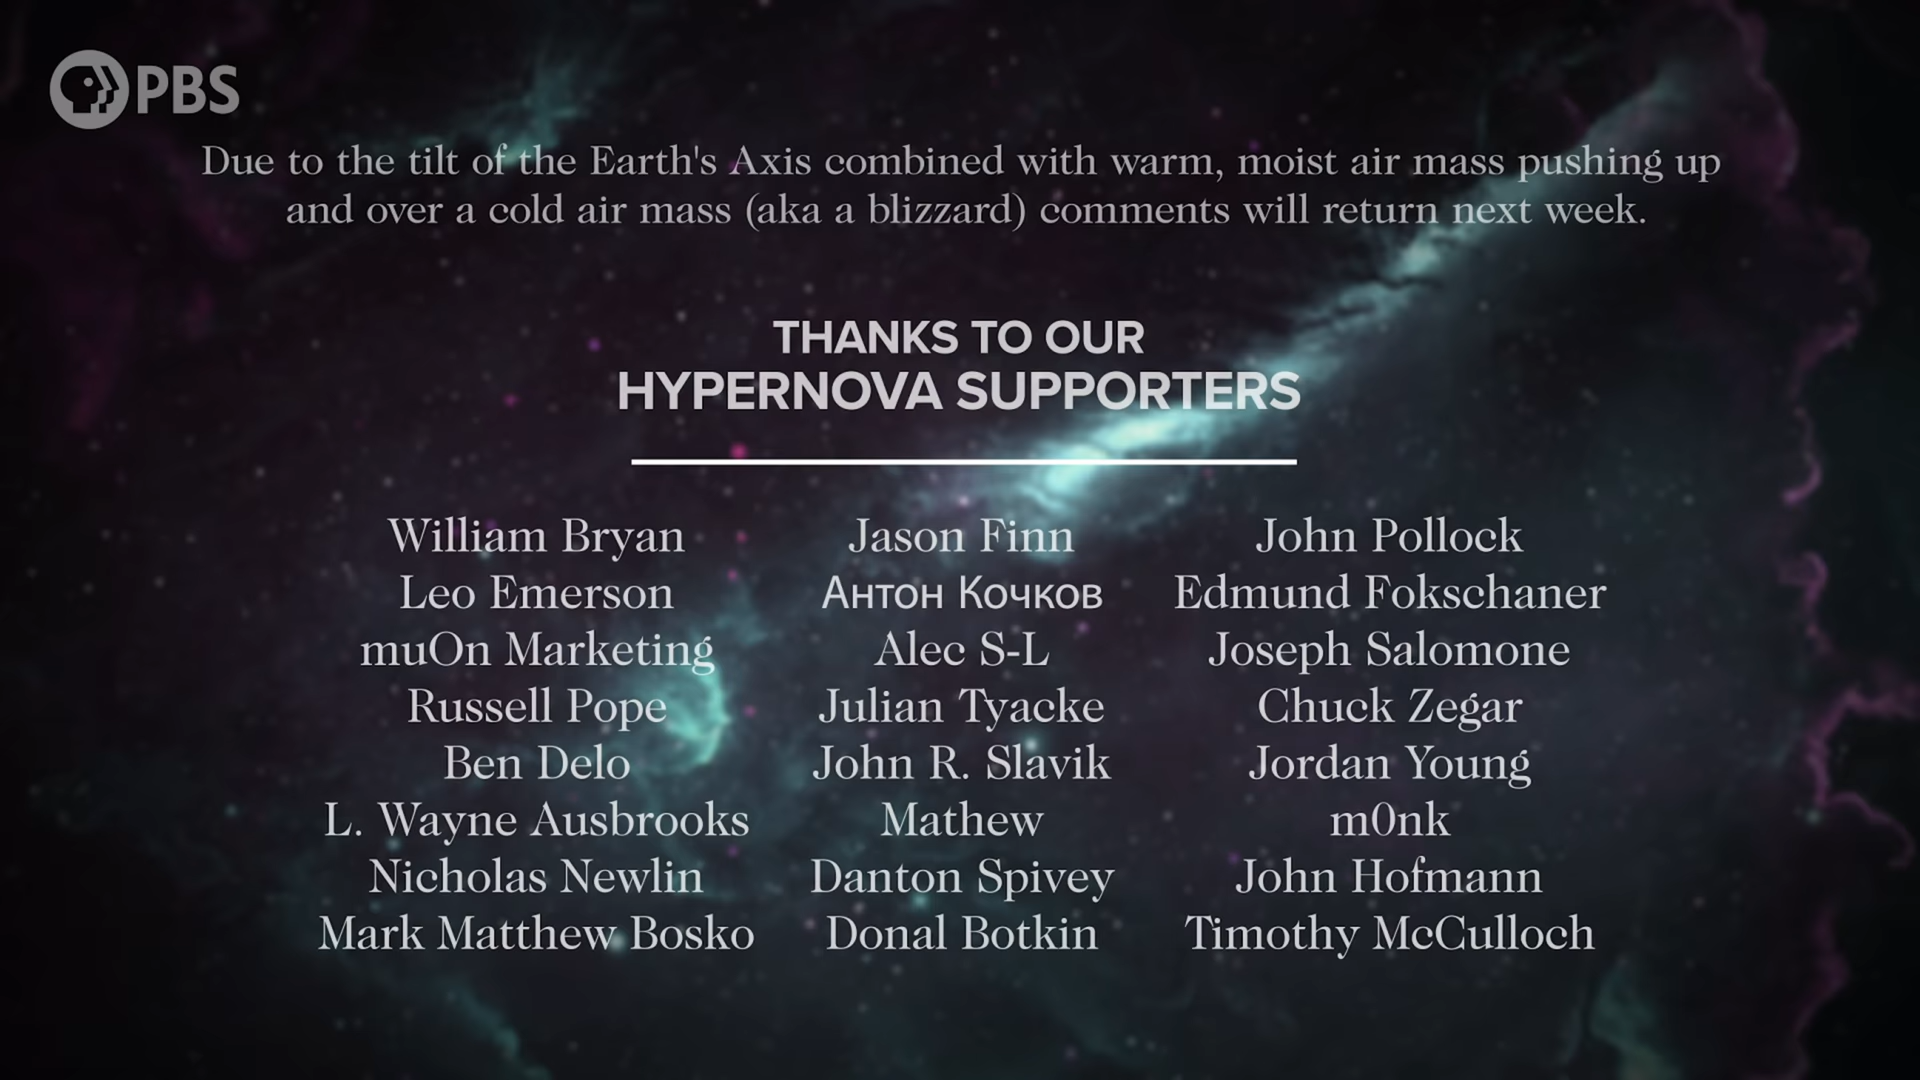 PBS
Due to the tilt of the Earth's Axis combined with warm, moist air mass pushing up
and over a cold air mass (aka a blizzard) comments will return next week.
THANKS TO OUR
HYPERNOVA SUPPORTERS
William Bryan
Leo Emerson
muOn Marketing
Russell Pope
Ben Delo
L. Wayne Ausbrooks
Nicholas Newlin
Mark Matthew Bosko
Jason Finn
Антон Кочков
Alec S-L
Julian Tyacke
John R. Slavik
Mathew
Danton Spivey
Donal Botkin
John Pollock
Edmund Fokschaner
Joseph Salomone
Chuck Zegar
Jordan Young
m0nk
John Hofmann
Timothy McCulloch